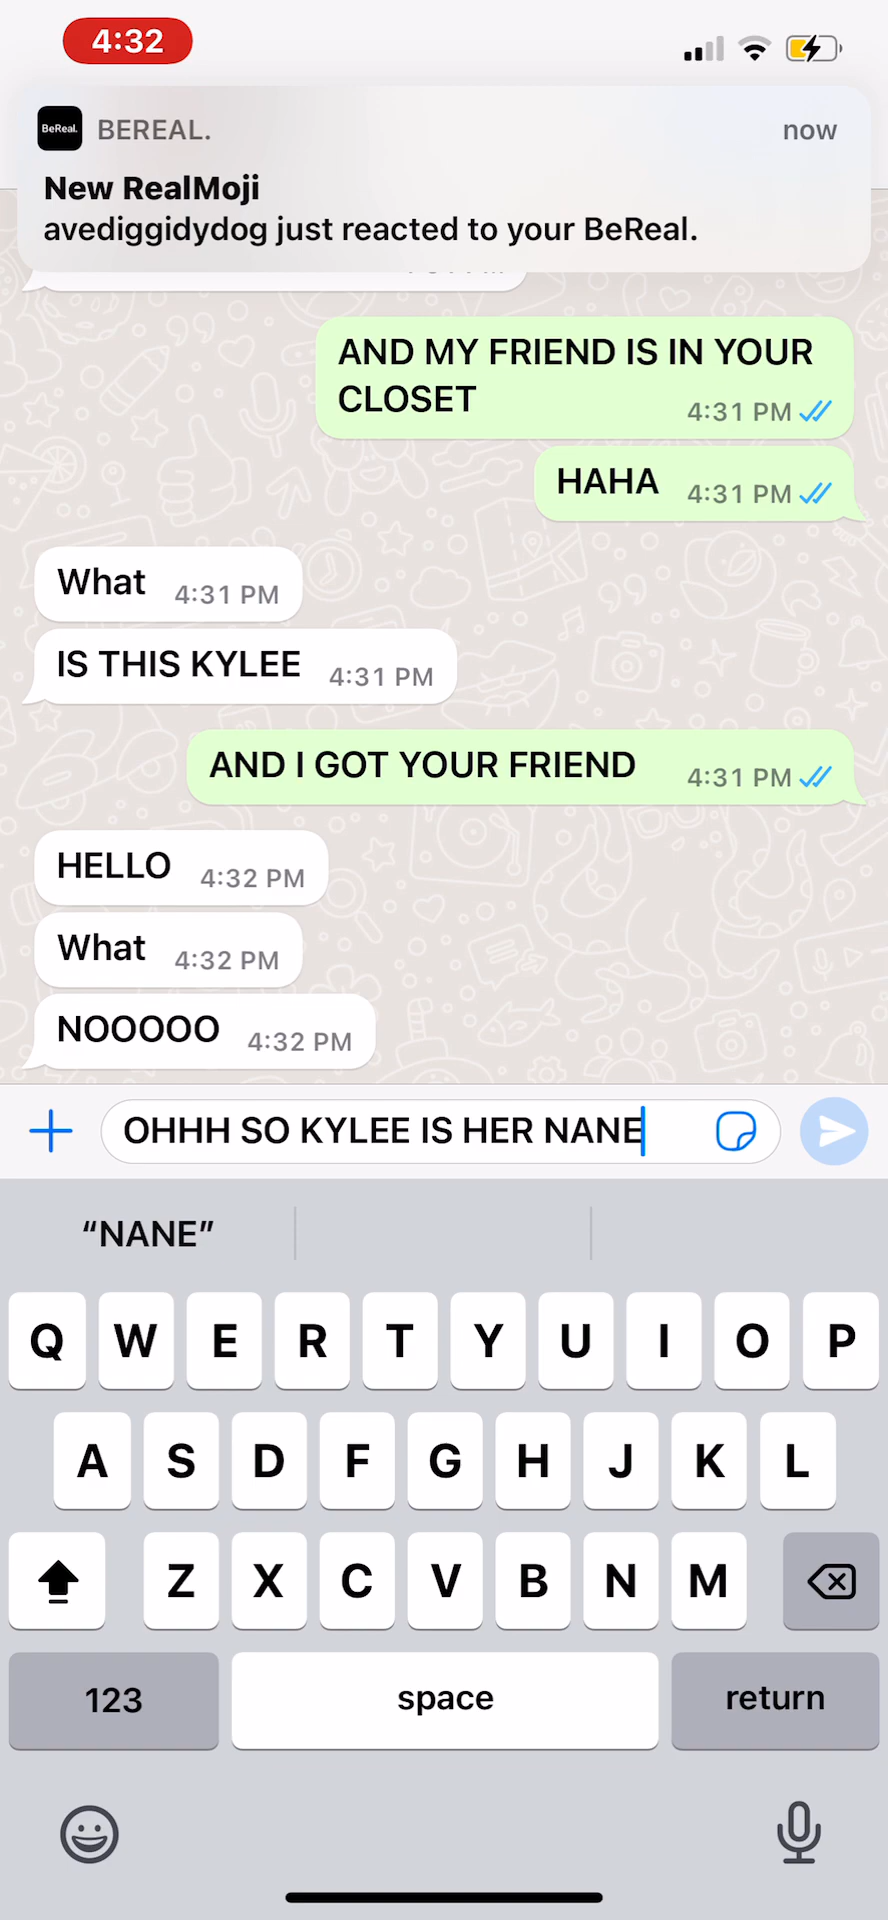 4:32
BeReal.
BEREAL.
now
New RealMoji
avediggidydog just reacted to your BeReal.
AND MY FRIEND IS IN YOUR
CLOSET
4:31 PM
HAHA
4:31 PM
What
4:31 PM
IS THIS KYLEE
4:31 PM
AND I GOT YOUR FRIEND
4:31 PM
HELLO
4:32 PM
What
4:32 PM
NOOOOO
4:32 PM
OHHH SO KYLEE IS HER NANE
“NANE”
Q W E R T Y U I O P
A S D F G H J K L
Z X C V B N M
123
space
return